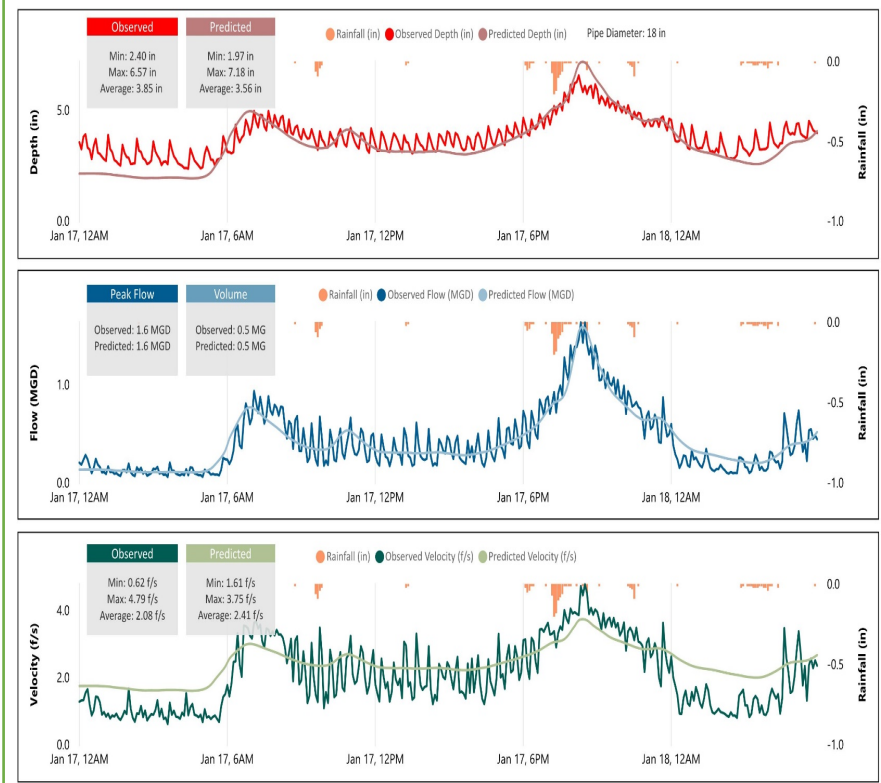 Observed Predicted
Rainfall (in) Observed Depth (in) Predicted Depth (in) Pipe Diameter: 18 in
Min: 2.40 in Min: 1.97 in
Max: 6.57 in Max: 7.18 in
Average: 3.85 in Average: 3.56 in
0.0
5.0
-0.5
0.0 -1.0
Depth (in)
Rainfall (in)
Jan 17, 12AM Jan 17, 6AM Jan 17, 12PM Jan 17, 6PM Jan 18, 12AM
Peak Flow Volume
Rainfall (in) Observed Flow (MGD) Predicted Flow (MGD)
Observed: 1.6 MGD Observed: 0.5 MG
Predicted: 1.6 MGD Predicted: 0.5 MG
0.0
1.0
-0.5
0.0 -1.0
Flow (MGD)
Rainfall (in)
Jan 17, 12AM Jan 17, 6AM Jan 17, 12PM Jan 17, 6PM Jan 18, 12AM
Observed Predicted
Rainfall (in) Observed Velocity (f/s) Predicted Velocity (f/s)
Min: 0.62 f/s Min: 1.61 f/s
Max: 4.79 f/s Max: 3.75 f/s
Average: 2.08 f/s Average: 2.41 f/s
0.0
4.0
2.0
-0.5
0.0 -1.0
Velocity (f/s)
Rainfall (in)
Jan 17, 12AM Jan 17, 6AM Jan 17, 12PM Jan 17, 6PM Jan 18, 12AM